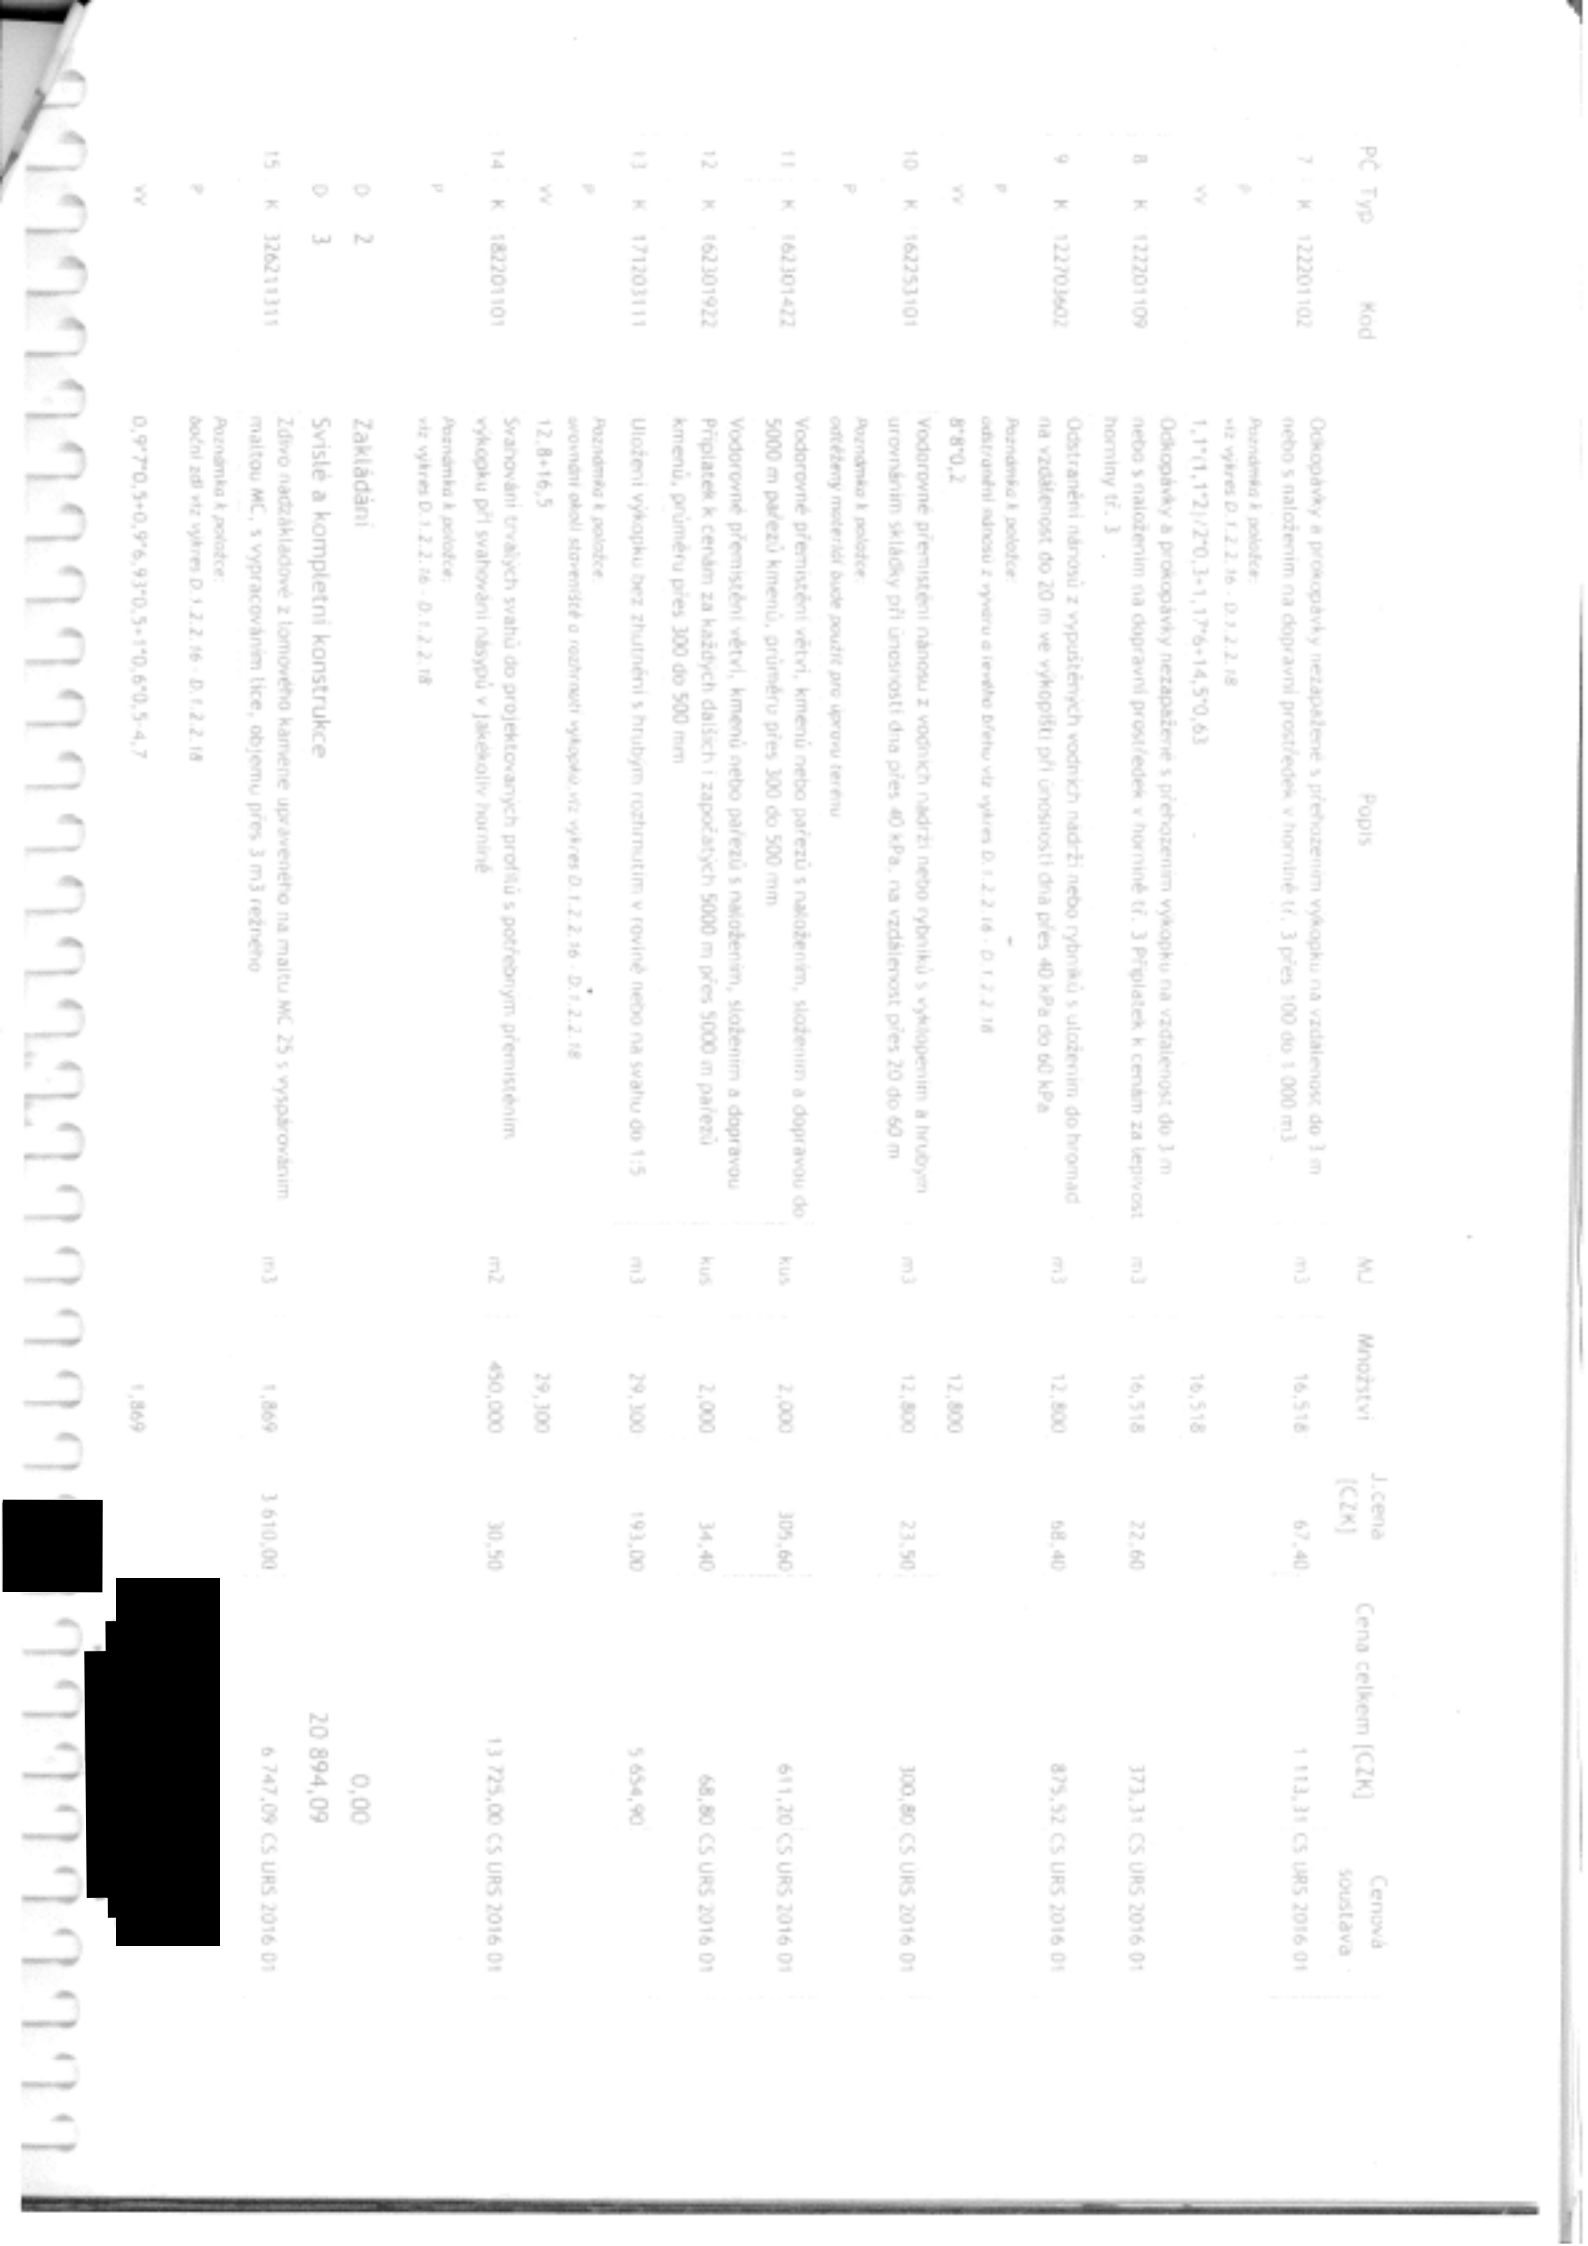 PČ Typ Kód Popis MJ Množství J.cena [CZK] Cena celkem [CZK] Cenová soustava
7 K 122201102 Odkopávky a prokopávky nezapažené s přehozením výkopku na vzdálenost do 3 m m3 16,518 67,40 1 113,31 CS ÚRS 2016 01
nebo s naložením na dopravní prostředek v hornině tř. 3 přes 100 do 1 000 m3
P Poznámka k položce:
viz výkres D.1.2.2.16 - D.1.2.2.18
VV 1,1*(1,1*2)/2*0,3+1,17*6+14,5*0,63 16,518
8 K 122201109 Odkopávky a prokopávky nezapažené s přehozením výkopku na vzdálenost do 3 m m3 16,518 22,60 373,31 CS ÚRS 2016 01
nebo s naložením na dopravní prostředek v hornině tř. 3 Příplatek k cenám za lepivost
horniny tř. 3
9 K 122703602 Odstranění nánosů z vypuštěných vodních nádrží nebo rybníků s uložením do hromad m3 12,800 68,40 875,52 CS ÚRS 2016 01
na vzdálenost do 20 m ve výkopišti při únosnosti dna přes 40 kPa do 60 kPa
P Poznámka k položce:
odstranění nánosů z vývaru a levého břehu viz výkres D.1.2.2.16 - D.1.2.2.18
VV 8*8*0,2 12,800
10 K 162253101 Vodorovné přemístění nánosu z vodních nádrží nebo rybníků s vyklopením a hrubým m3 12,800 23,50 300,80 CS ÚRS 2016 01
urovnáním skládky při únosnosti dna přes 40 kPa, na vzdálenost přes 20 do 60 m
P Poznámka k položce:
odtěžený materiál bude použit pro úpravu terénu
11 K 162301422 Vodorovné přemístění větví, kmenů nebo pařezů s naložením, složením a dopravou do kus 2,000 305,60 611,20 CS ÚRS 2016 01
5000 m pařezů kmenů, průměru přes 300 do 500 mm
12 K 162301922 Vodorovné přemístění větví, kmenů nebo pařezů s naložením, složením a dopravou kus 2,000 34,40 68,80 CS ÚRS 2016 01
Příplatek k cenám za každých dalších i započatých 5000 m přes 5000 m pařezů
kmenů, průměru přes 300 do 500 mm
13 K 171203111 Uložení výkopku bez zhutnění s hrubým rozhrnutím v rovině nebo na svahu do 1:5 m3 29,300 193,00 5 654,90
P Poznámka k položce:
urovnání okolí staveniště a rozhrnutí výkopku viz výkres D.1.2.2.16 - D.1.2.2.18
VV 12,8+16,5 29,300
14 K 182201101 Svahování trvalých svahů do projektovaných profilů s potřebným přemístěním m2 450,000 30,50 13 725,00 CS ÚRS 2016 01
výkopku při svahování násypů v jakékoliv hornině
P Poznámka k položce:
viz výkres D.1.2.2.16 - D.1.2.2.18
D 2 Zakládání 0,00
D 3 Svislé a kompletní konstrukce 20 894,09
15 K 326211311 Zdivo nadzákladové z lomového kamene upraveného na maltu MC 25 s vyspárováním m3 1,869 3 610,00 6 747,09 CS ÚRS 2016 01
maltou MC, s vypracováním líce, objemu přes 3 m3 režného
P Poznámka k položce:
boční zdi viz výkres D.1.2.2.16 - D.1.2.2.18
VV 0,9*7*0,5+0,9*6,93*0,5+1*0,6*0,5-4,7 1,869